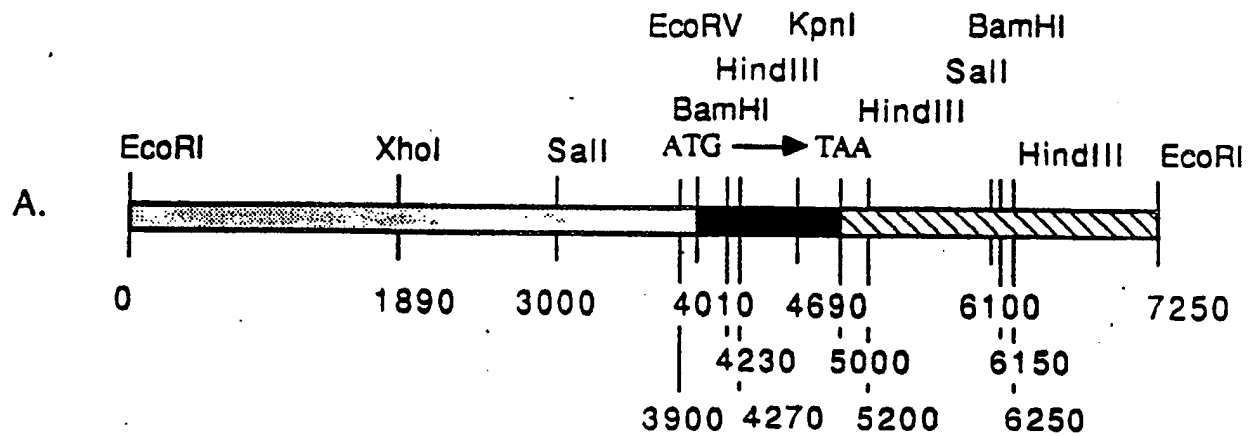 EcoRV KpnI BamHI
HindIII SalI
BamHI HindIII
EcoRI XhoI SalI ATG TAA HindIII EcoRI
A.
0 1890 3000 4010 4690 6100 7250
4230 5000 6150
3900 4270 5200 6250